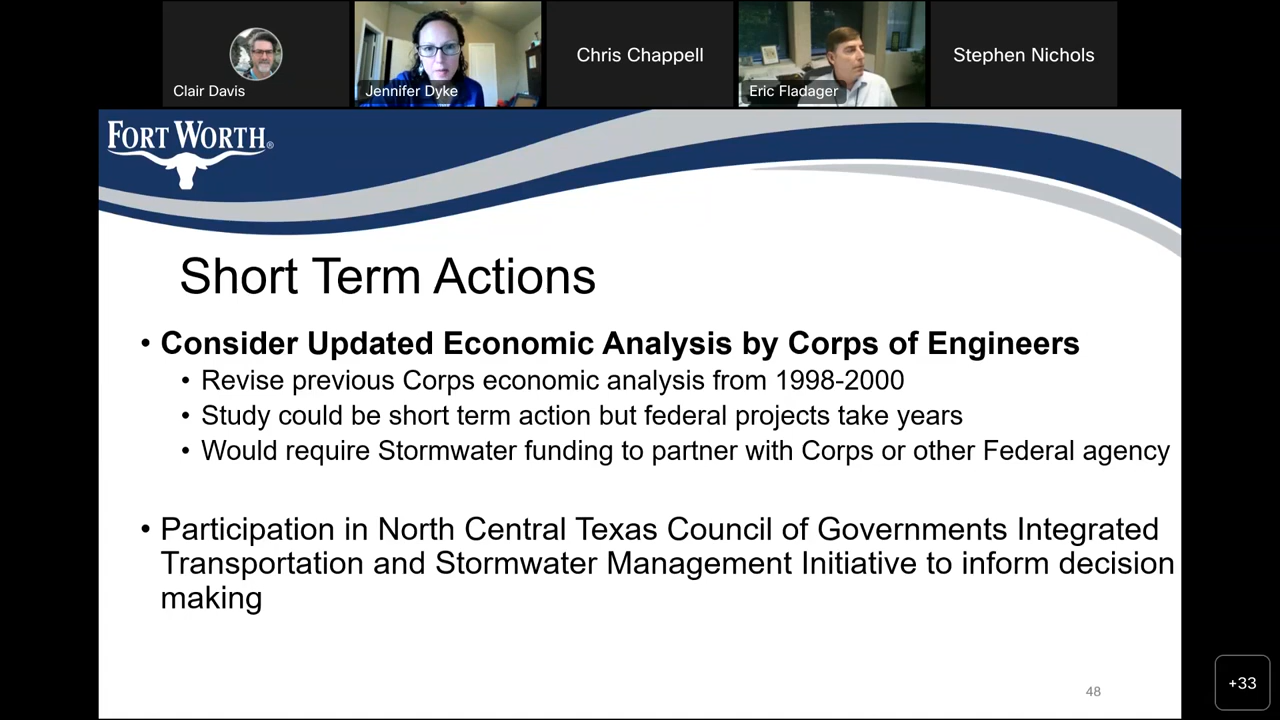 Clair Davis
Jennifer Dyke
Chris Chappell
Eric Fladager
Stephen Nichols
FORT WORTH®
Short Term Actions
• Consider Updated Economic Analysis by Corps of Engineers
• Revise previous Corps economic analysis from 1998-2000
• Study could be short term action but federal projects take years
• Would require Stormwater funding to partner with Corps or other Federal agency
• Participation in North Central Texas Council of Governments Integrated
Transportation and Stormwater Management Initiative to inform decision
making
48
+33